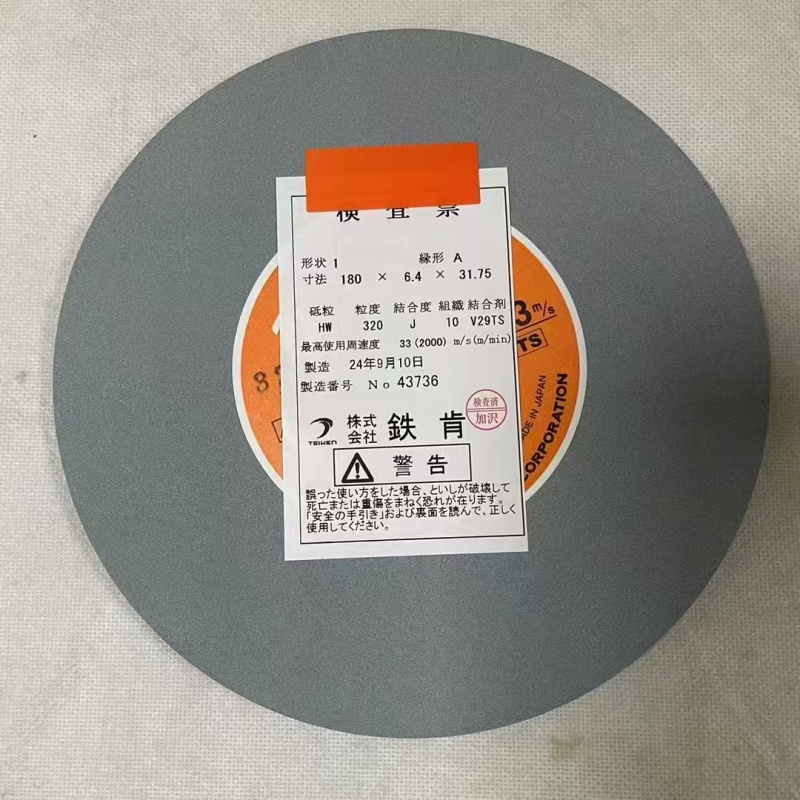 検査票
形状 1 縁形 A
寸法 180 × 6.4 × 31.75
砥粒 粒度 結合度 組織 結合剤
HW 320 J 10 V29TS
最高使用周速度 33(2000) m/s(m/min)
製造 24年9月10日
製造番号 No 43736
検査済
加沢
TEIKEN
株式会社 鉄肯
警告
誤った使い方をした場合、といしが破壊して
死亡または重傷をまねく恐れが在ります。
「安全の手引き」および裏面を読んで、正しく
使用してください。
3 m/s
TS
MADE IN JAPAN
CORPORATION